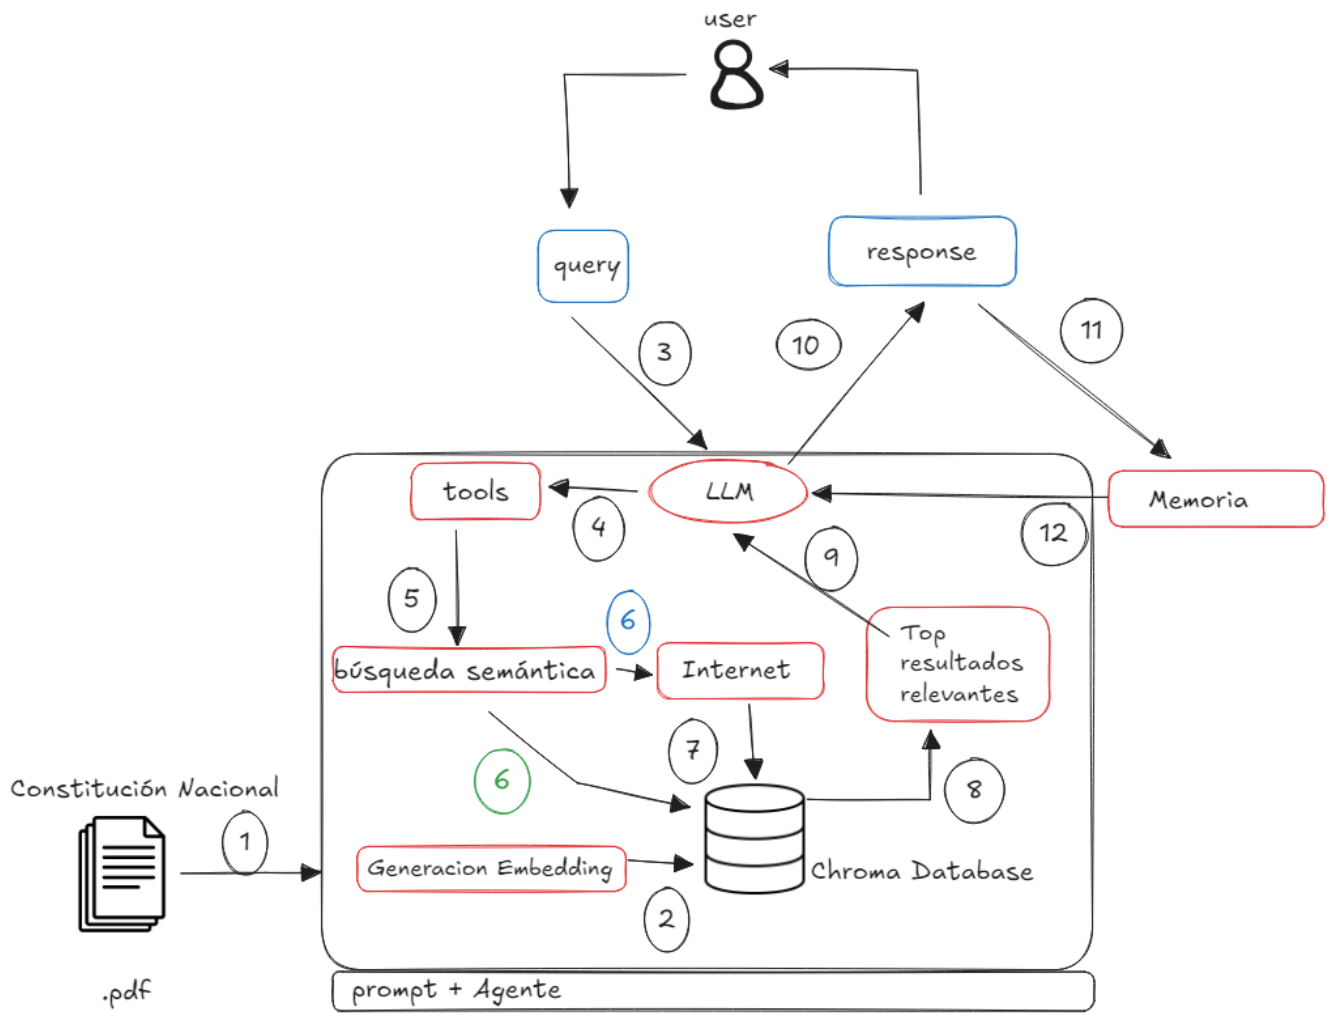 user
query
response
3
10
11
tools
LLM
Memoria
4
12
9
5
6
Top
resultados
relevantes
búsqueda semántica
Internet
7
6
8
Constitución Nacional
1
Generacion Embedding
Chroma Database
2
.pdf
prompt + Agente